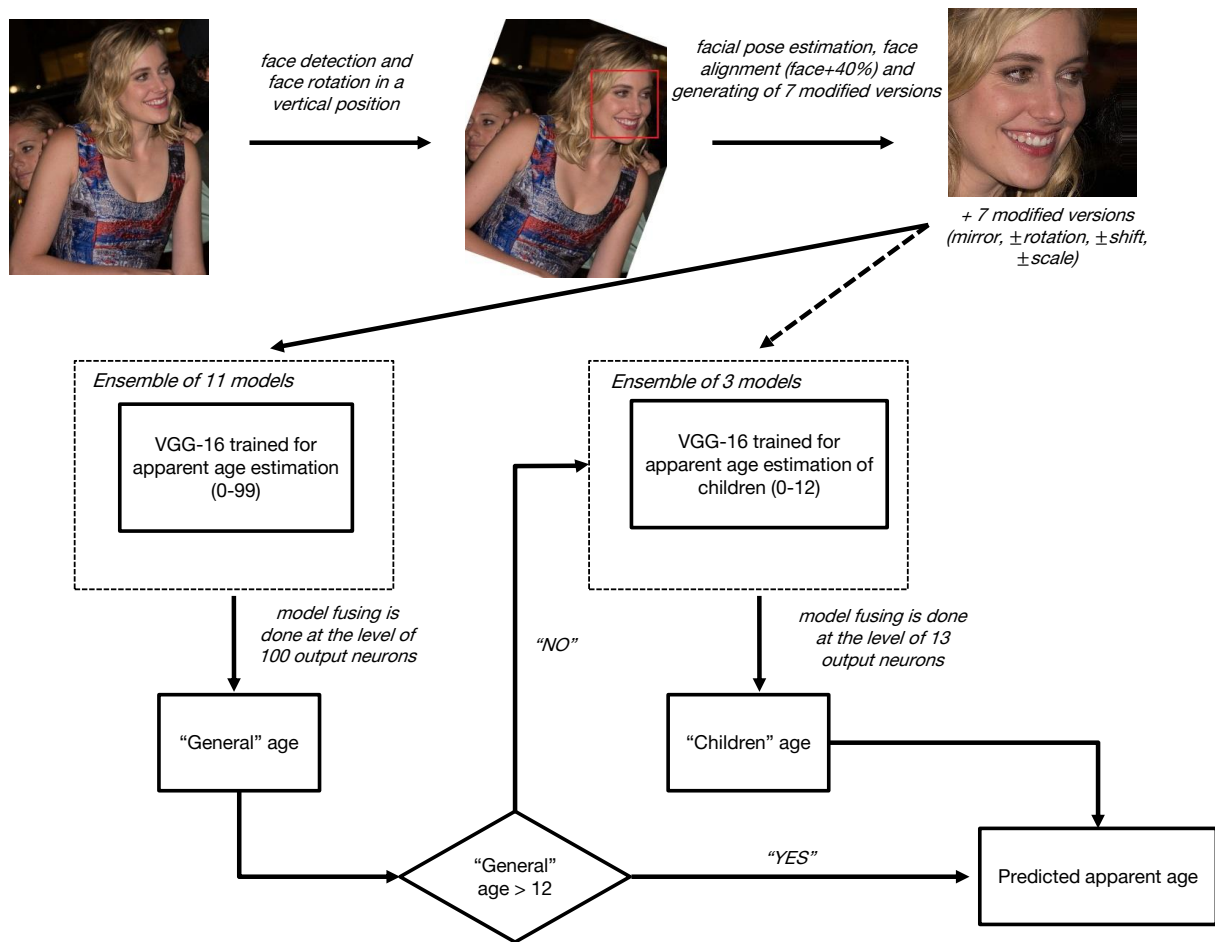 face detection and
face rotation in a
vertical position
facial pose estimation, face
alignment (face+40%) and
generating of 7 modified versions
+ 7 modified versions
(mirror, ±rotation, ±shift,
±scale)
Ensemble of 11 models
VGG-16 trained for
apparent age estimation
(0-99)
Ensemble of 3 models
VGG-16 trained for
apparent age estimation of
children (0-12)
model fusing is
done at the level of
100 output neurons
“NO”
model fusing is done
at the level of 13
output neurons
“General” age
“Children” age
“General”
age > 12
“YES”
Predicted apparent age